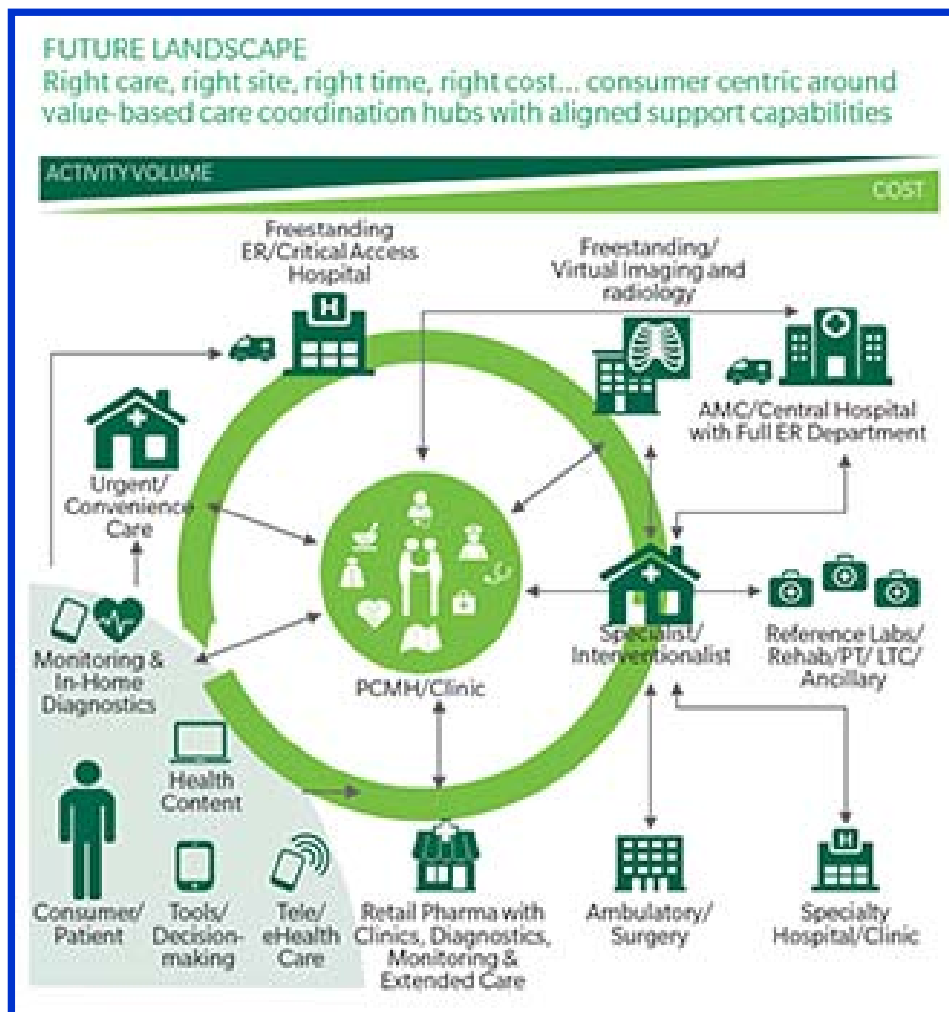 FUTURE LANDSCAPE
Right care, right site, right time, right cost... consumer centric around
value-based care coordination hubs with aligned support capabilities
ACTIVITY VOLUME
COST
Freestanding
ER/Critical Access
Hospital
Freestanding/
Virtual Imaging and
radiology
H
AMC/Central Hospital
with Full ER Department
Urgent/
Convenience
Care
Monitoring &
In-Home
Diagnostics
PCMH/Clinic
Specialist/
Interventionalist
Reference Labs/
Rehab/PT/ LTC/
Ancillary
Health
Content
H
Consumer/
Patient
Tools/
Decision-
making
Tele/
eHealth
Care
Retail Pharma with
Clinics, Diagnostics,
Monitoring &
Extended Care
Ambulatory/
Surgery
Specialty
Hospital/Clinic